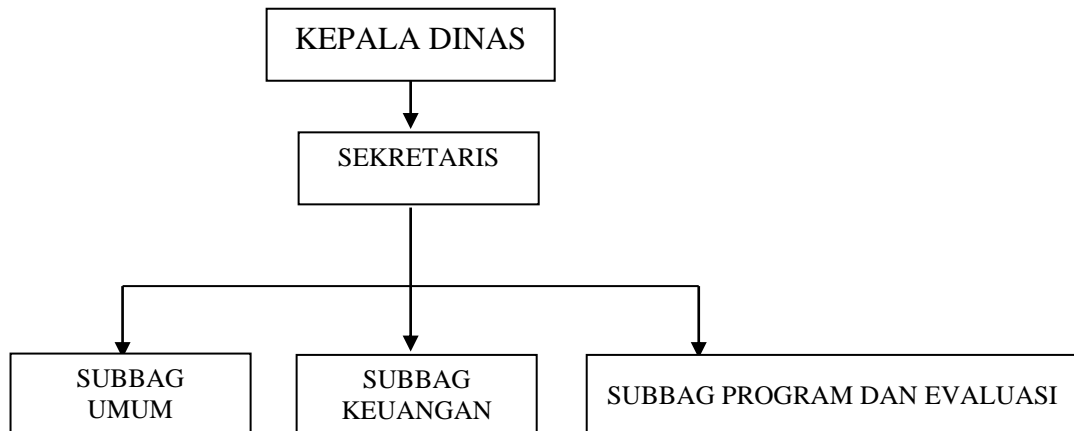 KEPALA DINAS
SEKRETARIS
SUBBAG
UMUM
SUBBAG
KEUANGAN
SUBBAG PROGRAM DAN EVALUASI